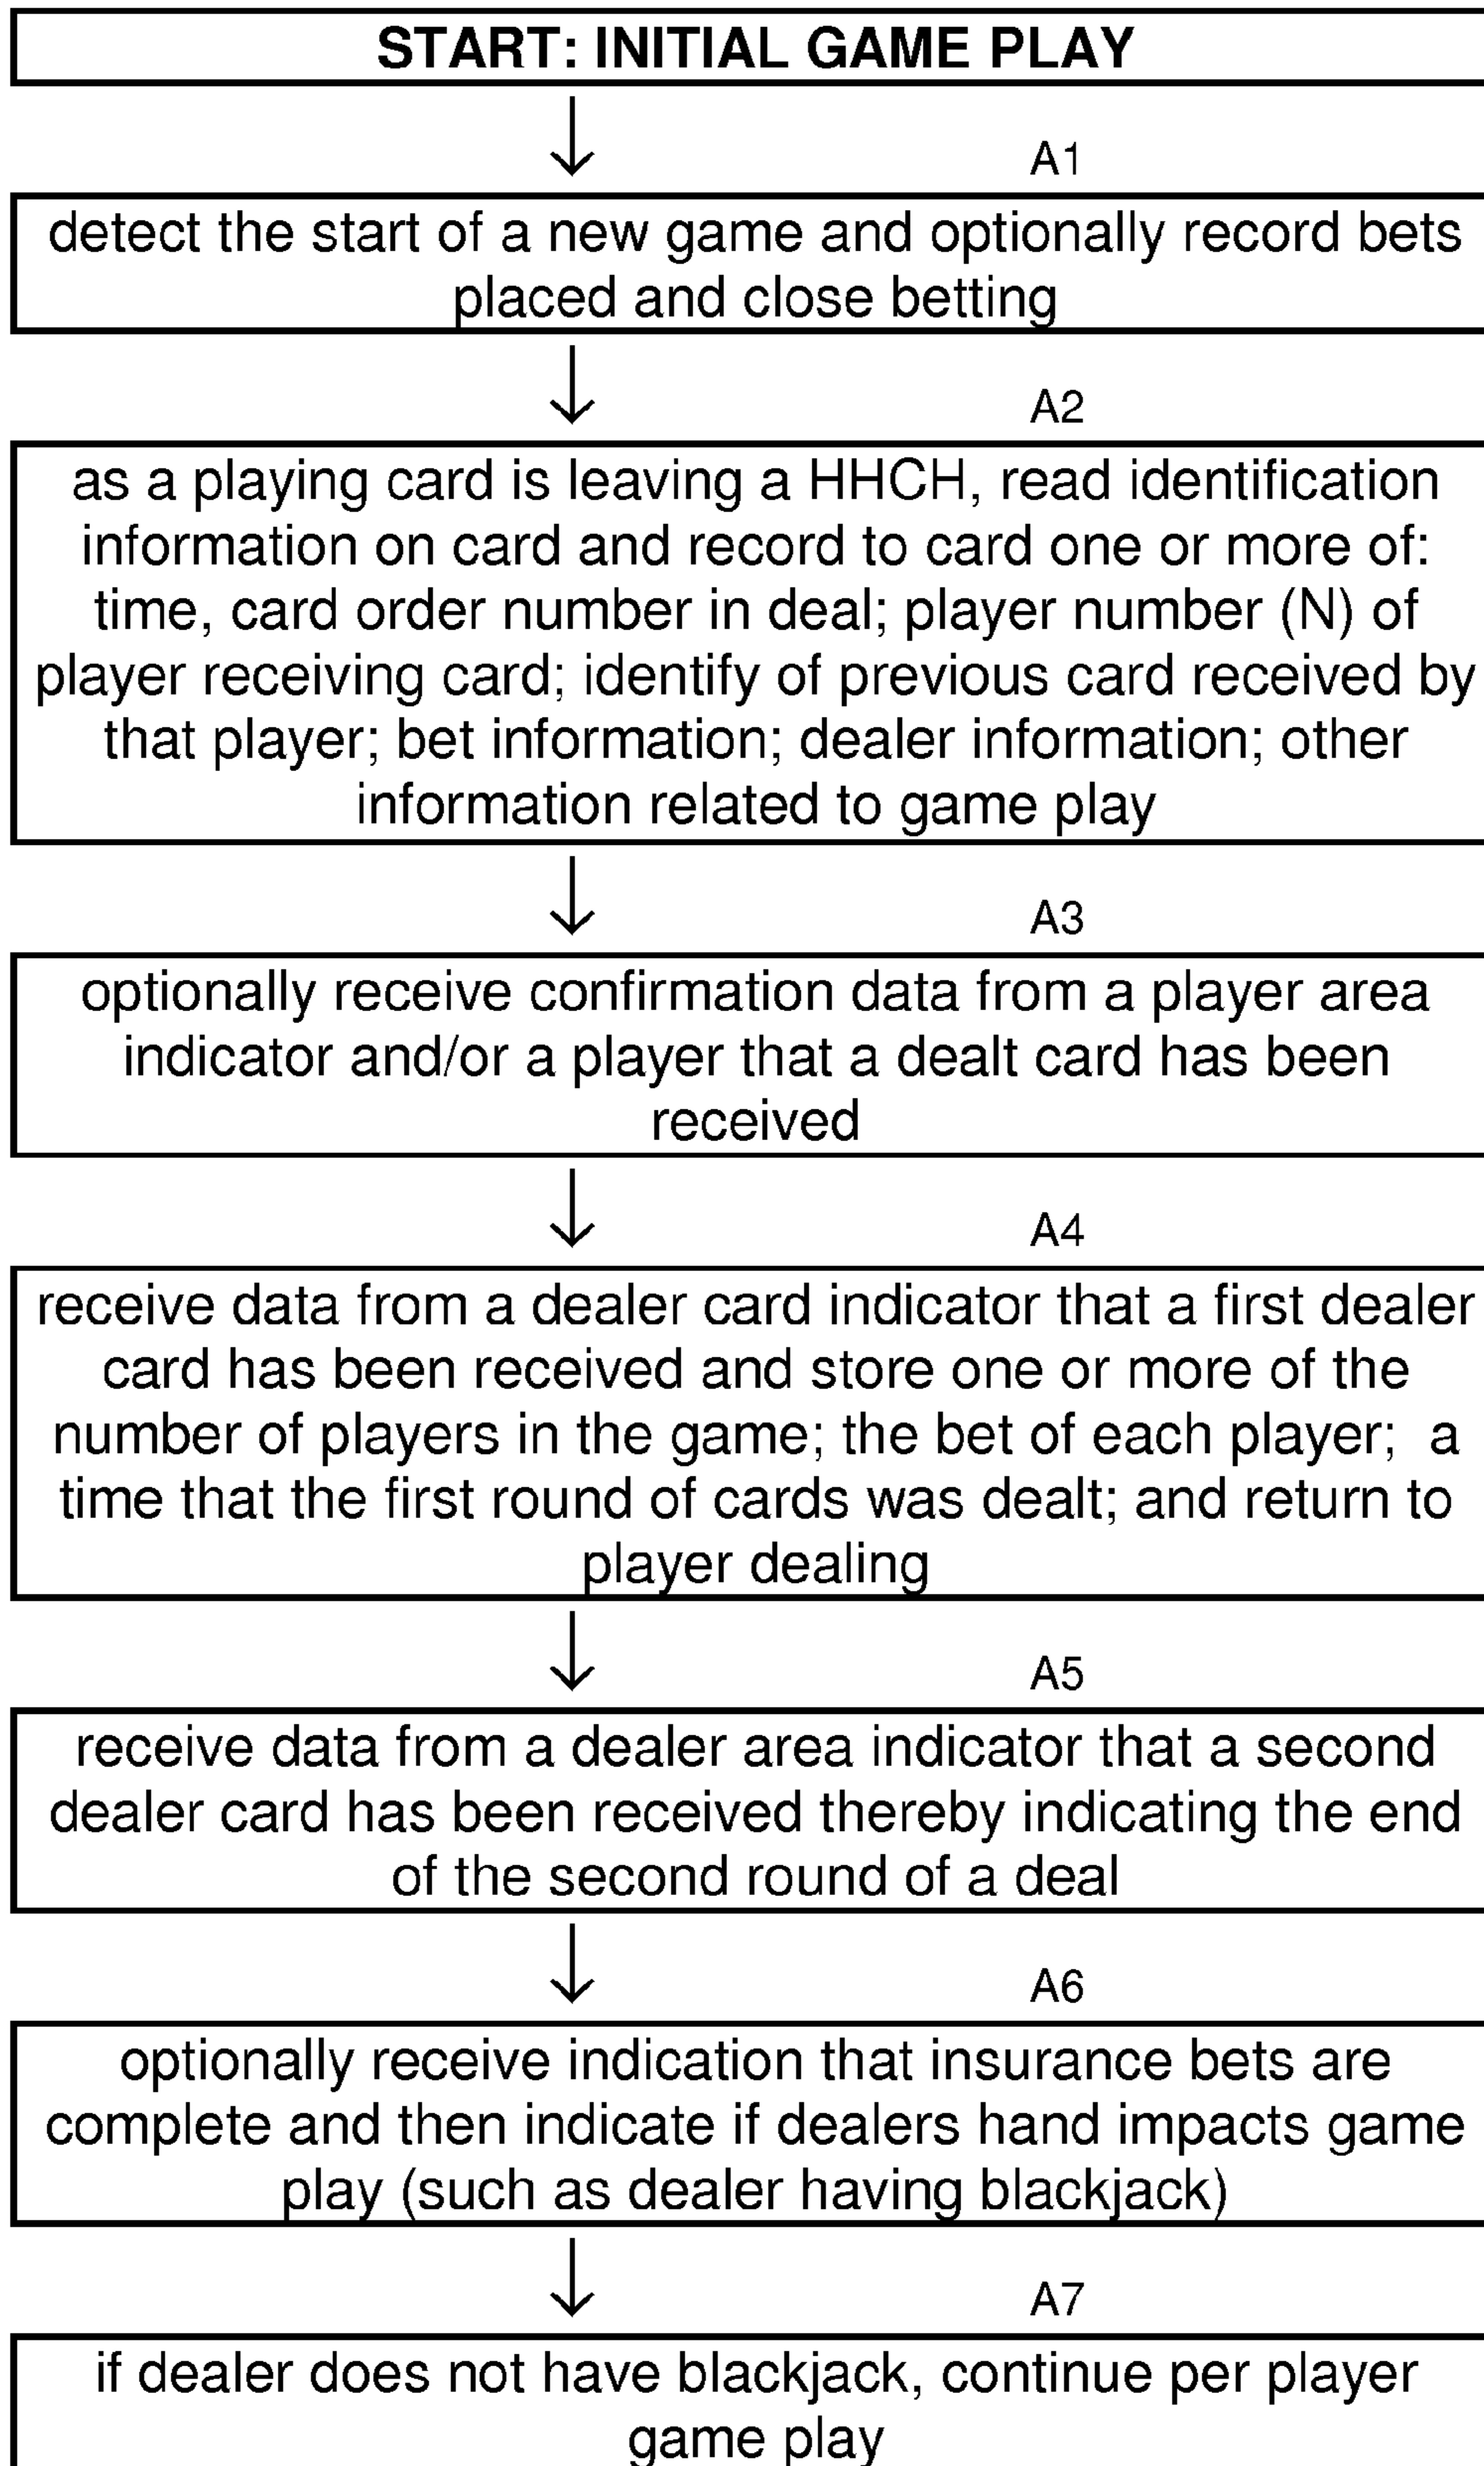 START: INITIAL GAME PLAY
A1
detect the start of a new game and optionally record bets
placed and close betting
A2
as a playing card is leaving a HHCH, read identification
information on card and record to card one or more of:
time, card order number in deal; player number (N) of
player receiving card; identify of previous card received by
that player; bet information; dealer information; other
information related to game play
A3
optionally receive confirmation data from a player area
indicator and/or a player that a dealt card has been
received
A4
receive data from a dealer card indicator that a first dealer
card has been received and store one or more of the
number of players in the game; the bet of each player;  a
time that the first round of cards was dealt; and return to
player dealing
A5
receive data from a dealer area indicator that a second
dealer card has been received thereby indicating the end
of the second round of a deal
A6
optionally receive indication that insurance bets are
complete and then indicate if dealers hand impacts game
play (such as dealer having blackjack)
A7
if dealer does not have blackjack, continue per player
game play